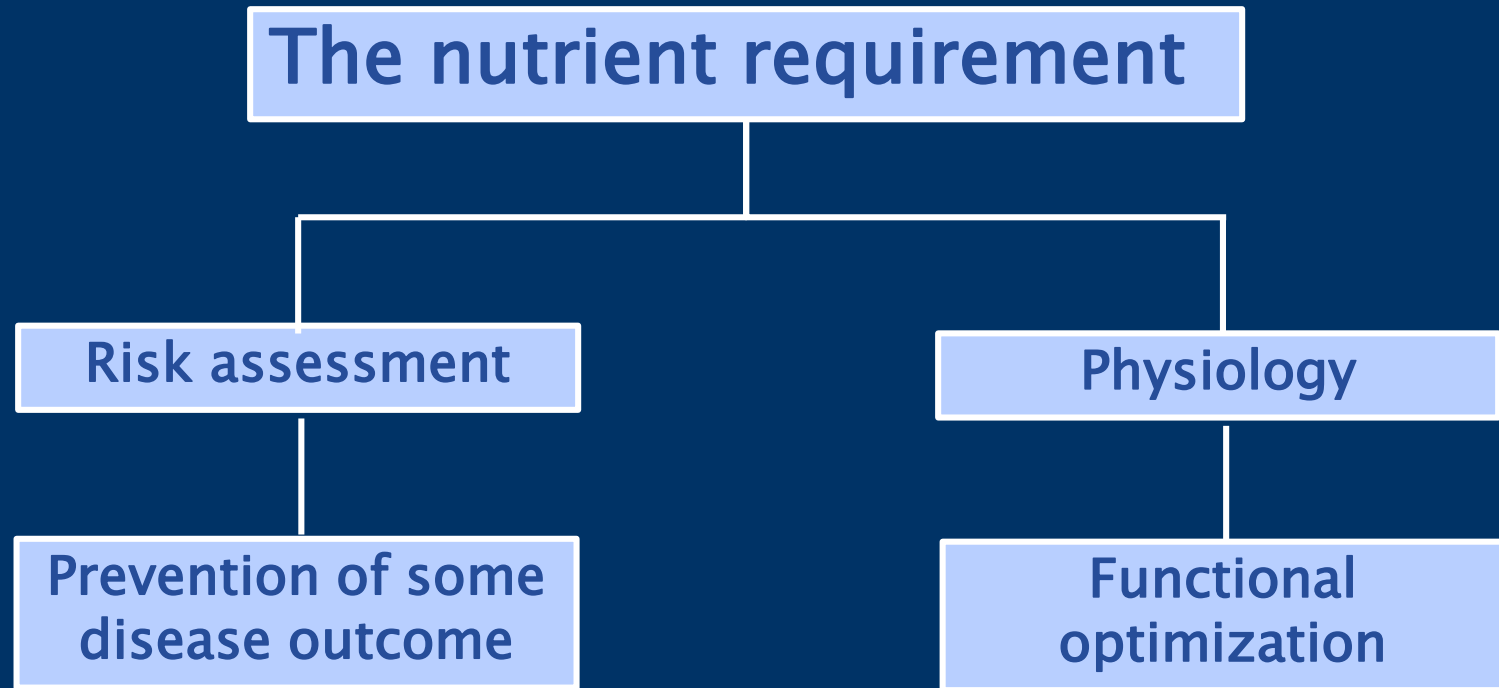 The nutrient requirement
Risk assessment
Physiology
Prevention of some
disease outcome
Functional
optimization